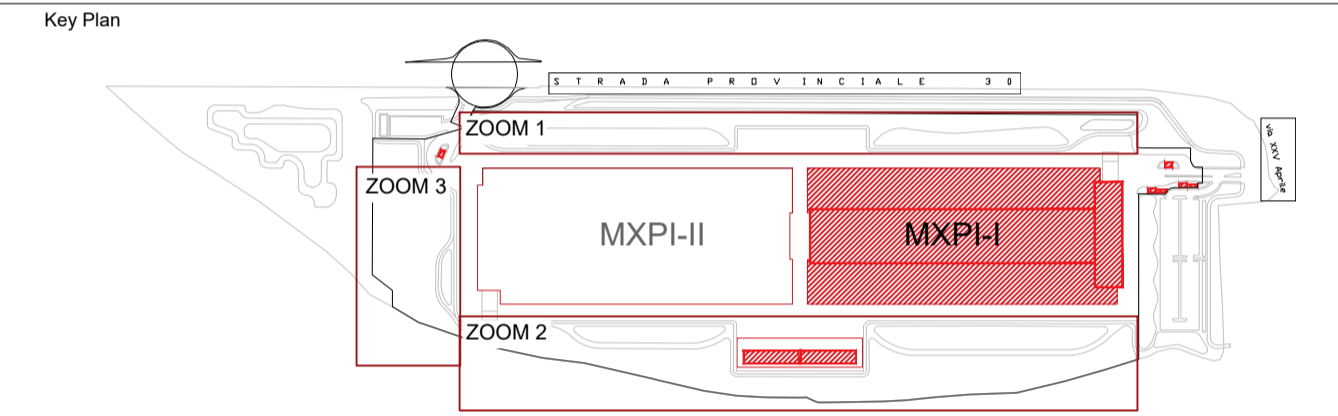 Key Plan
STRADA PROVINCIALE 30
ZOOM 1
via XXV Aprile
ZOOM 3
MXPI-II
MXPI-I
ZOOM 2